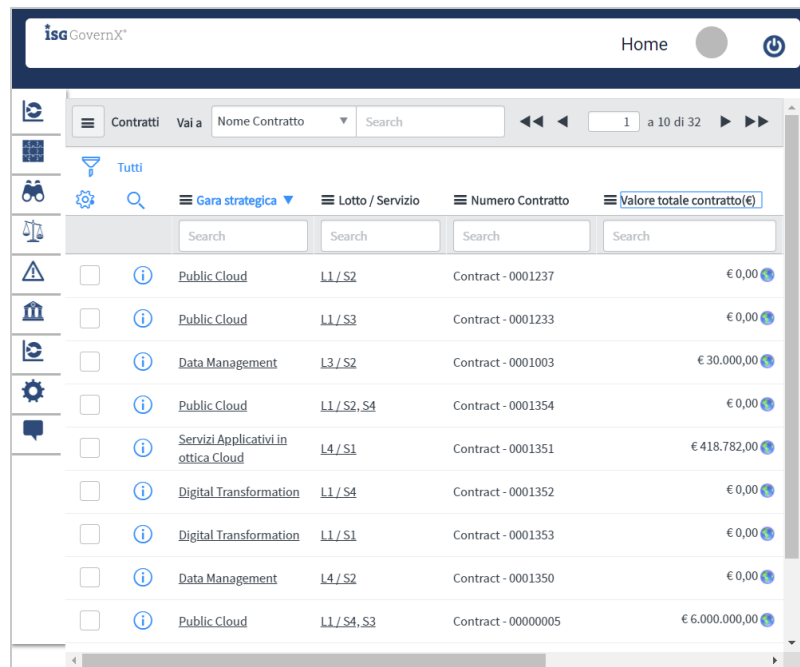 isG GovernX®
Home
Contratti Vai a Nome Contratto Search 1 a 10 di 32
Tutti
Gara strategica Lotto / Servizio Numero Contratto Valore totale contratto(€)
Search Search Search Search
Public Cloud L1 / S2 Contract - 0001237 € 0,00
Public Cloud L1 / S3 Contract - 0001233 € 0,00
Data Management L3 / S2 Contract - 0001003 € 30.000,00
Public Cloud L1 / S2, S4 Contract - 0001354 € 0,00
Servizi Applicativi in
ottica Cloud L4 / S1 Contract - 0001351 € 418.782,00
Digital Transformation L1 / S4 Contract - 0001352 € 0,00
Digital Transformation L1 / S1 Contract - 0001353 € 0,00
Data Management L4 / S2 Contract - 0001350 € 0,00
Public Cloud L1 / S4, S3 Contract - 00000005 € 6.000.000,00